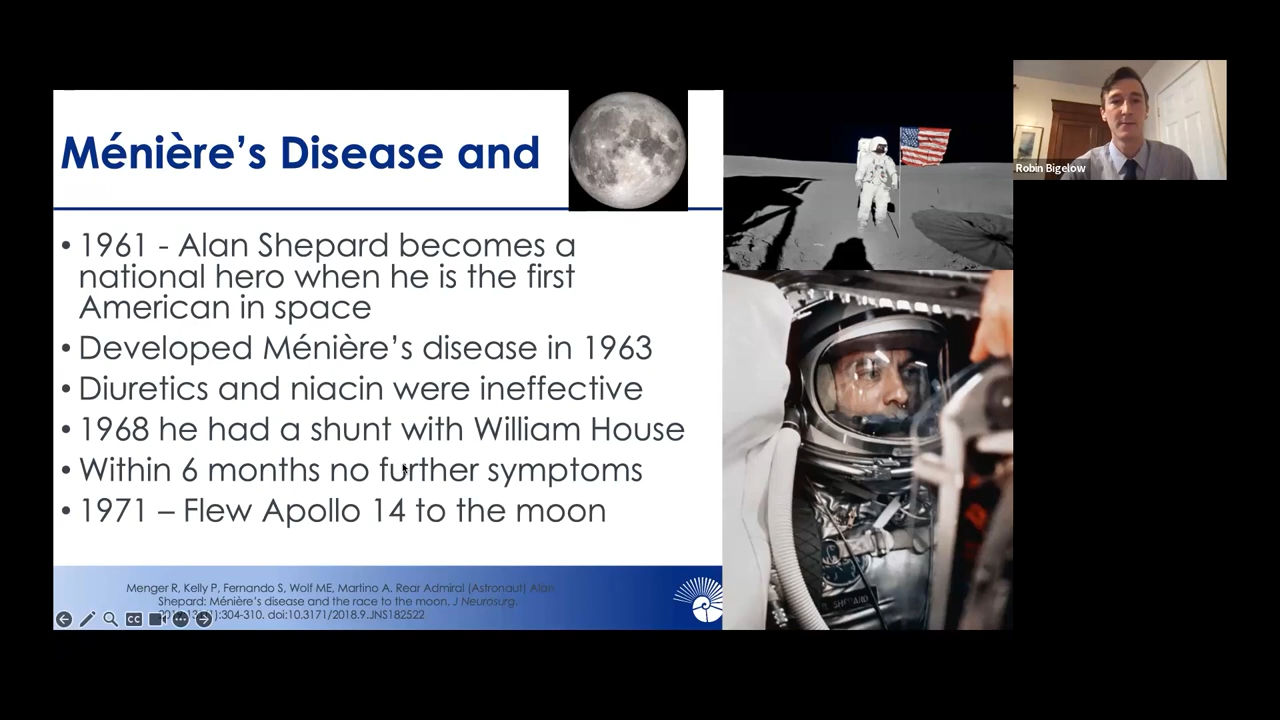 Ménière’s Disease and
• 1961 - Alan Shepard becomes a
national hero when he is the first
American in space
• Developed Ménière’s disease in 1963
• Diuretics and niacin were ineffective
• 1968 he had a shunt with William House
• Within 6 months no further symptoms
• 1971 – Flew Apollo 14 to the moon
Menger R, Kelly P, Fernando S, Wolf ME, Martino A. Rear Admiral (Astronaut) Alan
Shepard: Ménière’s disease and the race to the moon. J Neurosurg.
:304-310. doi:10.3171/2018.9.JNS182522
CC
Robin Bigelow
SHEPARD